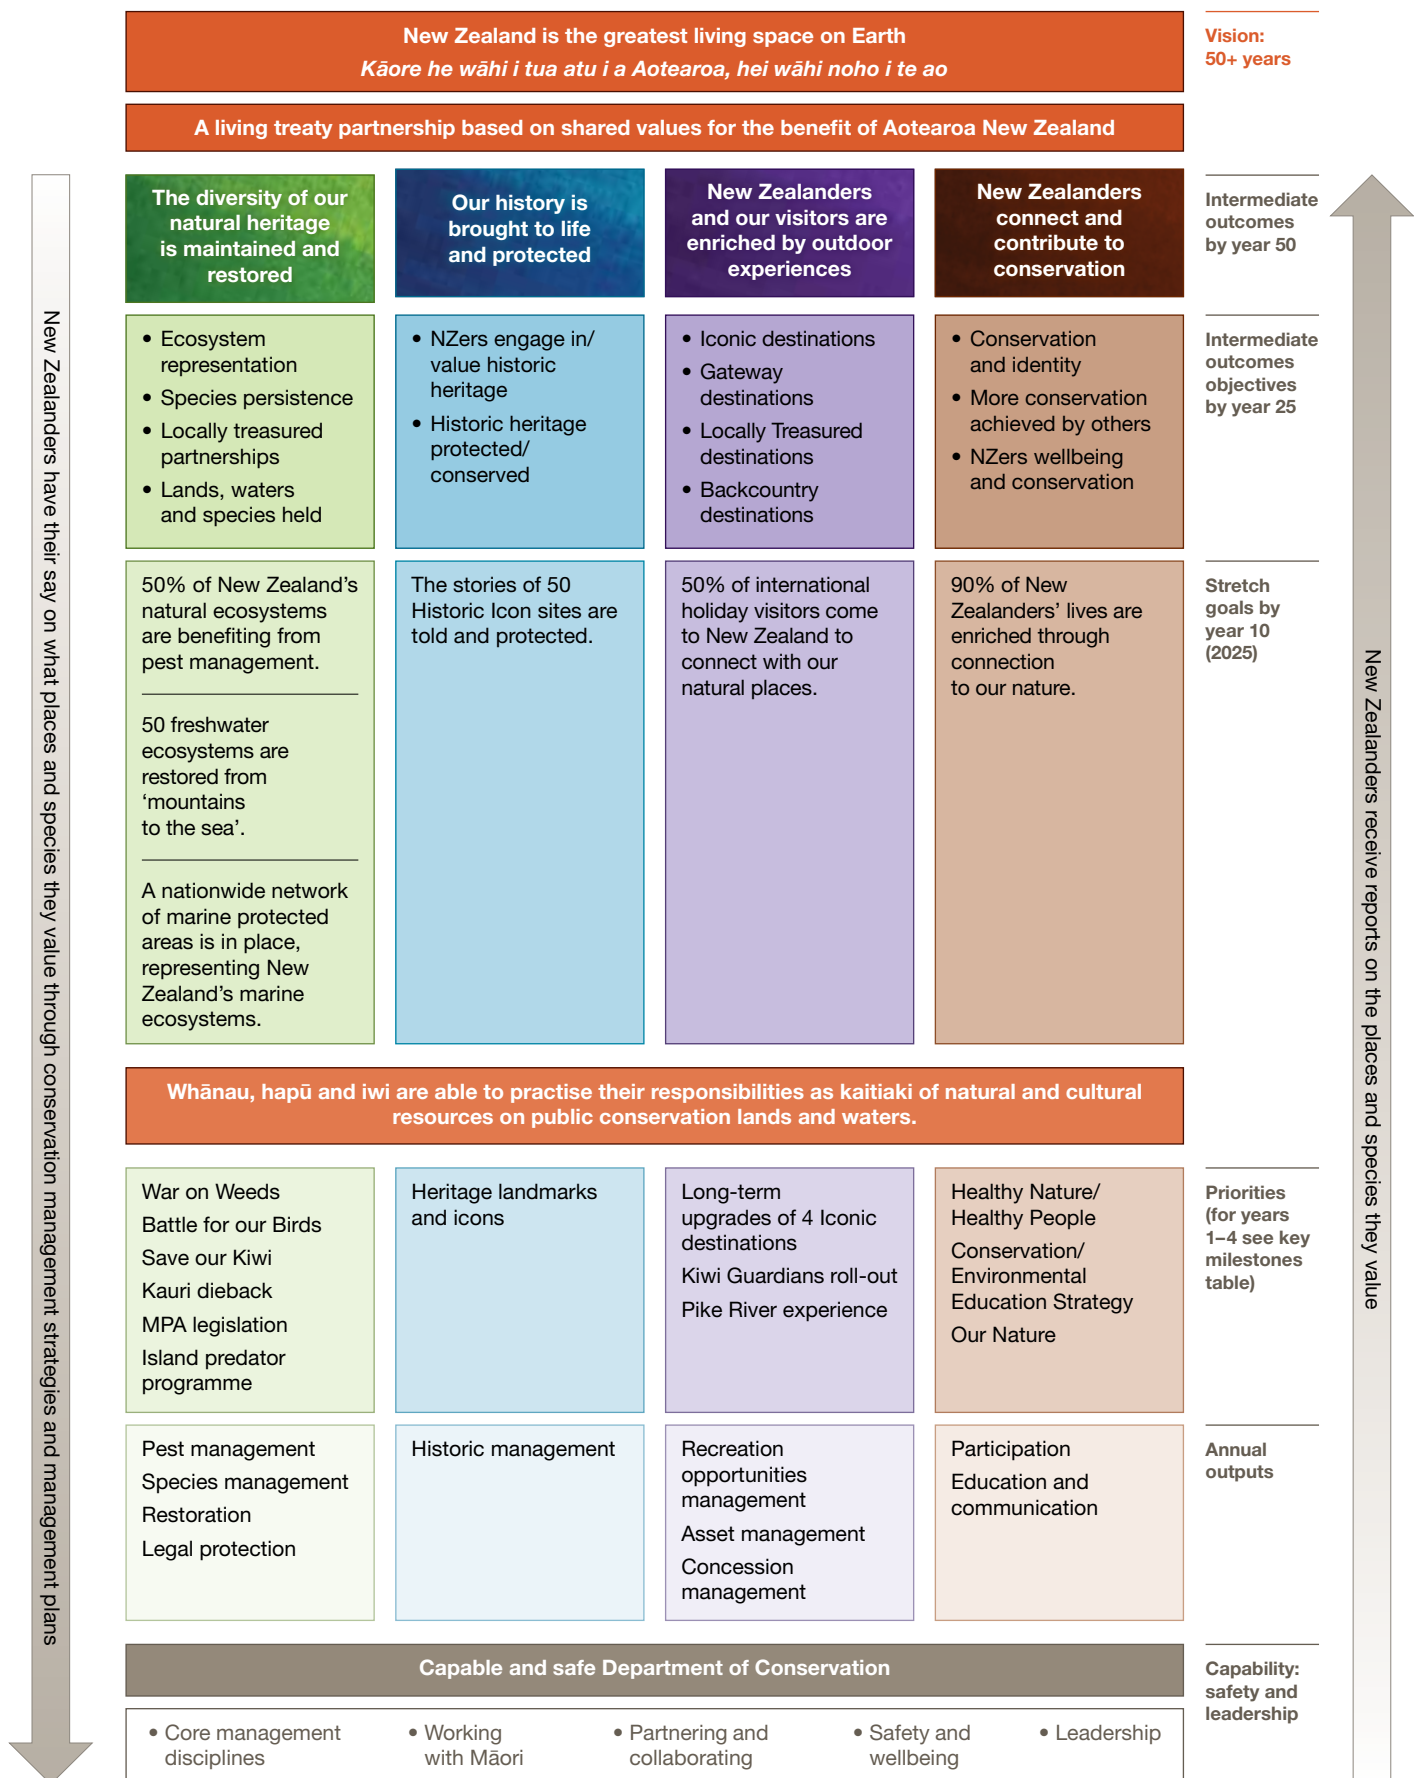 New Zealand is the greatest living space on Earth
Kāore he wāhi i tua atu i a Aotearoa, hei wāhi noho i te ao
Vision:
50+ years
A living treaty partnership based on shared values for the benefit of Aotearoa New Zealand
New Zealanders have their say on what places and species they value through conservation management strategies and management plans
The diversity of our
natural heritage
is maintained and
restored
Our history is
brought to life
and protected
New Zealanders
and our visitors are
enriched by outdoor
experiences
New Zealanders
connect and
contribute to
conservation
Intermediate
outcomes
by year 50
• Ecosystem
representation
• Species persistence
• Locally treasured
partnerships
• Lands, waters
and species held
• NZers engage in/
value historic
heritage
• Historic heritage
protected/
conserved
• Iconic destinations
• Gateway
destinations
• Locally Treasured
destinations
• Backcountry
destinations
• Conservation
and identity
• More conservation
achieved by others
• NZers wellbeing
and conservation
Intermediate
outcomes
objectives
by year 25
50% of New Zealand's
natural ecosystems
are benefiting from
pest management.
50 freshwater
ecosystems are
restored from
‘mountains
to the sea’.
A nationwide network
of marine protected
areas is in place,
representing New
Zealand’s marine
ecosystems.
The stories of 50
Historic Icon sites are
told and protected.
50% of international
holiday visitors come
to New Zealand to
connect with our
natural places.
90% of New
Zealanders’ lives are
enriched through
connection
to our nature.
Stretch
goals by
year 10
(2025)
New Zealanders receive reports on the places and species they value
Whānau, hapū and iwi are able to practise their responsibilities as kaitiaki of natural and cultural
resources on public conservation lands and waters.
War on Weeds
Battle for our Birds
Save our Kiwi
Kauri dieback
MPA legislation
Island predator
programme
Heritage landmarks
and icons
Long-term
upgrades of 4 Iconic
destinations
Kiwi Guardians roll-out
Pike River experience
Healthy Nature/
Healthy People
Conservation/
Environmental
Education Strategy
Our Nature
Priorities
(for years
1–4 see key
milestones
table)
Pest management
Species management
Restoration
Legal protection
Historic management
Recreation
opportunities
management
Asset management
Concession
management
Participation
Education and
communication
Annual
outputs
Capable and safe Department of Conservation
Capability:
safety and
leadership
• Core management
disciplines
• Working
with Māori
• Partnering and
collaborating
• Safety and
wellbeing
• Leadership